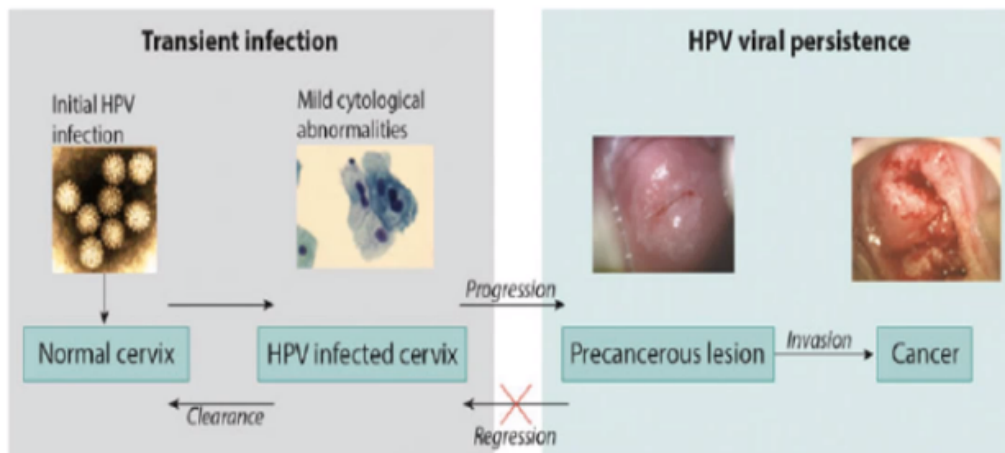 Transient infection
HPV viral persistence
Initial HPV
infection
Mild cytological
abnormalities
Progression
Normal cervix
HPV infected cervix
Precancerous lesion
Invasion
Cancer
Clearance
Regression